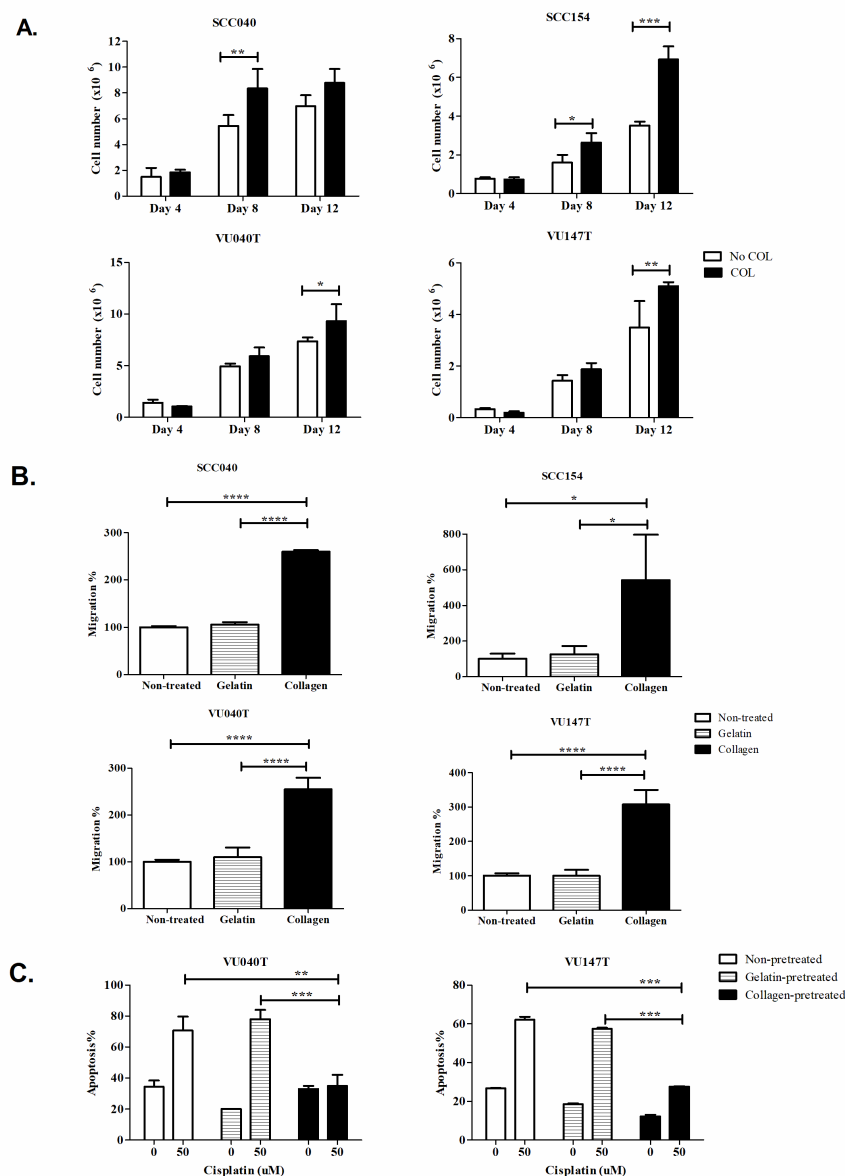 A.
SCC040
**
Cell number (x10 6)
12
10
8
6
4
2
0
Day 4 Day 8 Day 12
SCC154
***
*
Cell number (x10 6)
8
6
4
2
0
Day 4 Day 8 Day 12
VU040T
*
Cell number (x10 6)
15
10
5
0
Day 4 Day 8 Day 12
VU147T
**
Cell number (x10 6)
6
4
2
0
Day 4 Day 8 Day 12
No COL
COL
B.
SCC040
****
****
Migration %
300
200
100
0
Non-treated Gelatin Collagen
SCC154
*
*
Migration %
800
600
400
200
0
Non-treated Gelatin Collagen
VU040T
****
****
Migration %
300
200
100
0
Non-treated Gelatin Collagen
VU147T
****
****
Migration %
400
300
200
100
0
Non-treated Gelatin Collagen
Non-treated
Gelatin
Collagen
C.
VU040T
**
***
Apoptosis%
80
60
40
20
0
0 50 0 50 0 50
Cisplatin (uM)
VU147T
***
***
Apoptosis%
80
60
40
20
0
0 50 0 50 0 50
Cisplatin (uM)
Non-pretreated
Gelatin-pretreated
Collagen-pretreated